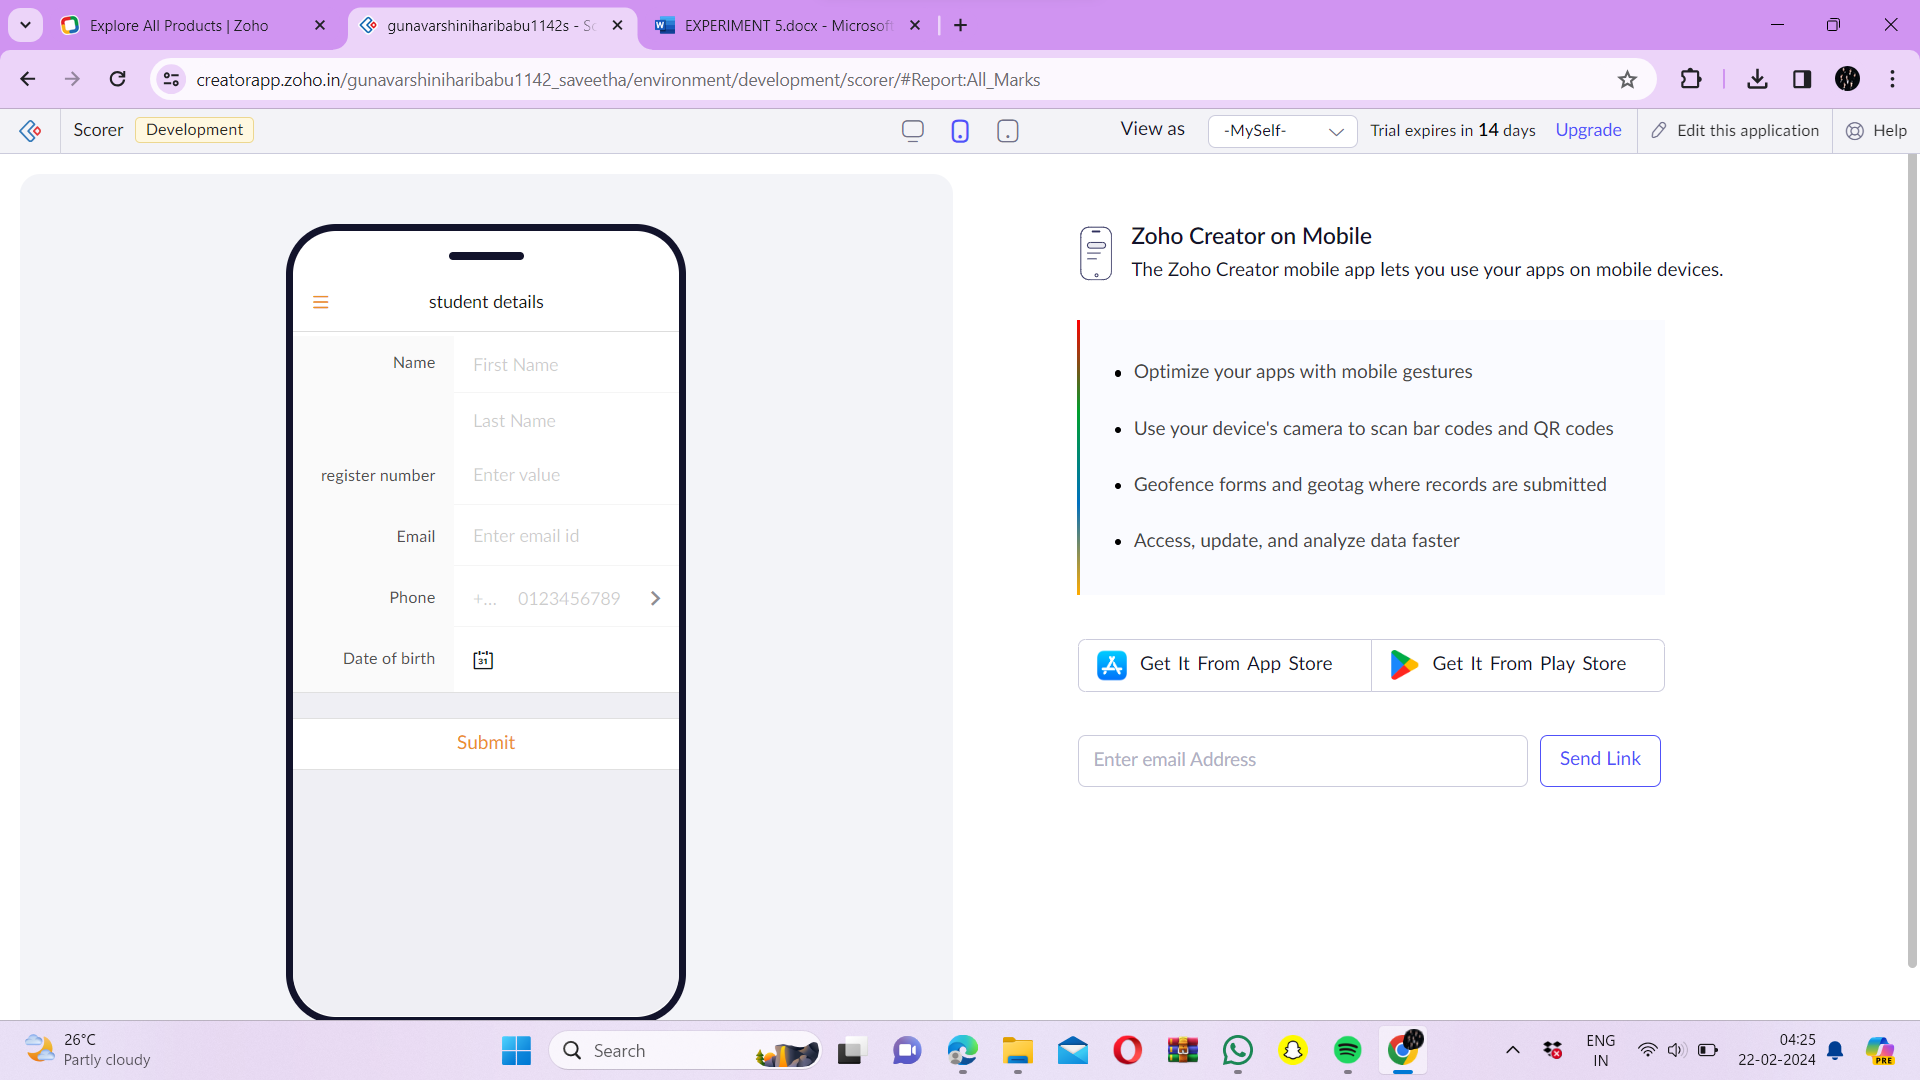 Explore All Products | Zoho
gunavarshiniharibabu1142s - Sc
EXPERIMENT 5.docx - Microsoft
creatorapp.zoho.in/gunavarshiniharibabu1142_saveetha/environment/development/scorer/#Report:All_Marks
Scorer
Development
View as
-MySelf-
Trial expires in 14 days
Upgrade
Edit this application
Help
student details
Name
First Name
Last Name
register number
Enter value
Email
Enter email id
Phone
+...
0123456789
Date of birth
31
Submit
Zoho Creator on Mobile
The Zoho Creator mobile app lets you use your apps on mobile devices.
Optimize your apps with mobile gestures
Use your device's camera to scan bar codes and QR codes
Geofence forms and geotag where records are submitted
Access, update, and analyze data faster
Get It From App Store
Get It From Play Store
Enter email Address
Send Link
26°C
Partly cloudy
Search
ENG
IN
04:25
22-02-2024
PRE